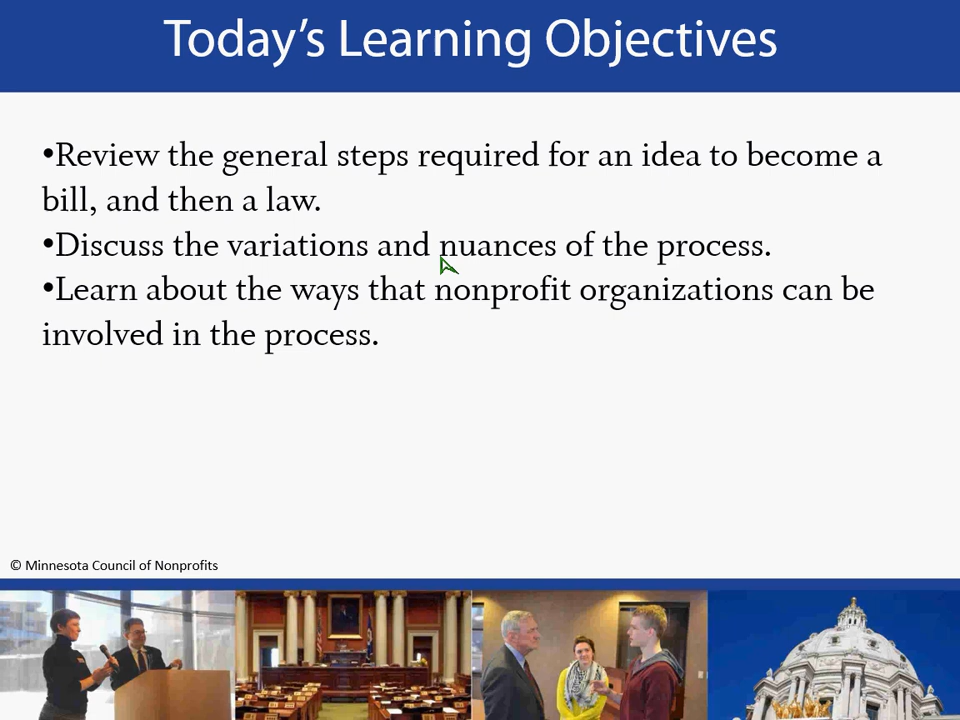 Today’s Learning Objectives
•Review the general steps required for an idea to become a
bill, and then a law.
•Discuss the variations and nuances of the process.
•Learn about the ways that nonprofit organizations can be
involved in the process.
© Minnesota Council of Nonprofits